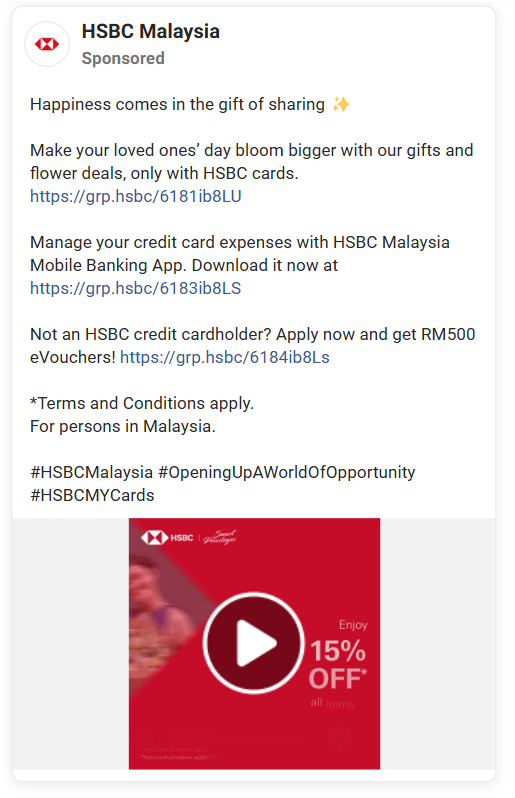 HSBC Malaysia
Sponsored
Happiness comes in the gift of sharing ✨
Make your loved ones’ day bloom bigger with our gifts and
flower deals, only with HSBC cards.
https://grp.hsbc/6181ib8LU
Manage your credit card expenses with HSBC Malaysia
Mobile Banking App. Download it now at
https://grp.hsbc/6183ib8LS
Not an HSBC credit cardholder? Apply now and get RM500
eVouchers! https://grp.hsbc/6184ib8Ls
*Terms and Conditions apply.
For persons in Malaysia.
#HSBCMalaysia #OpeningUpAWorldOfOpportunity
#HSBCMYCards
HSBC | Smart Privileges
Enjoy
15%
OFF*
all items